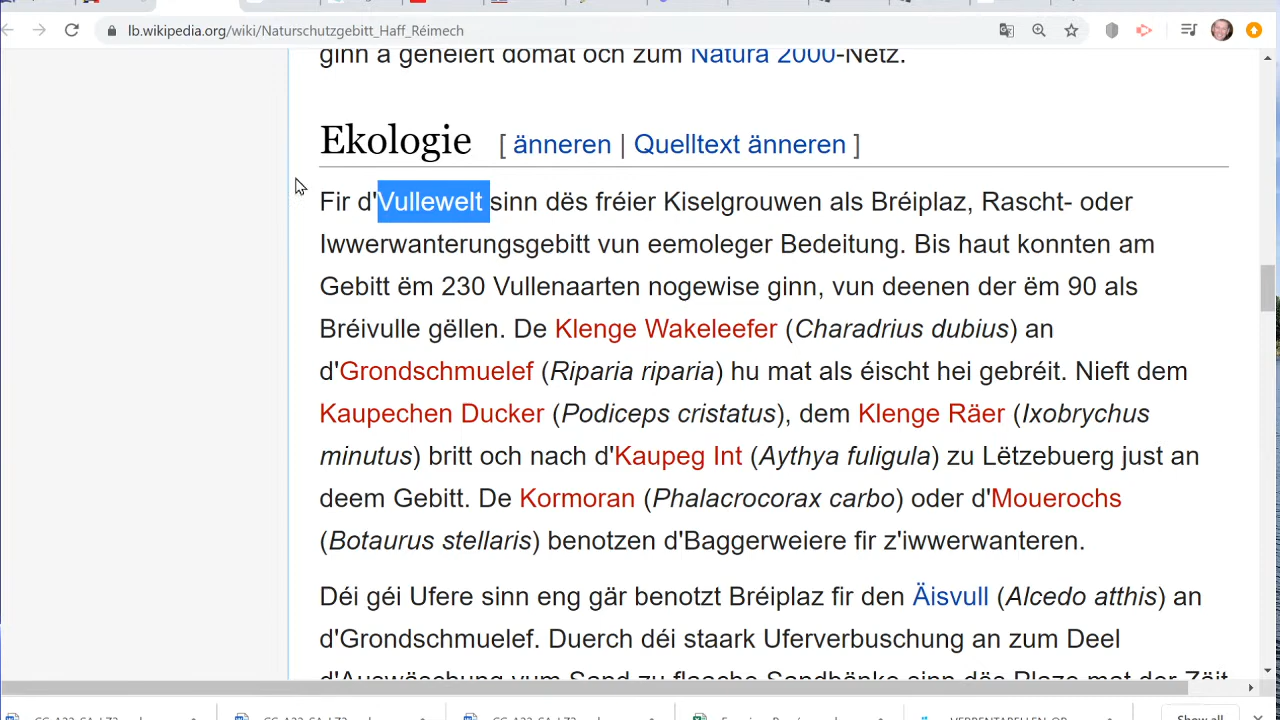 lb.wikipedia.org/wiki/Naturschutzgebitt_Haff_Réimech
ginn a geheiert domat och zum Natura 2000-Netz.
Ekologie [ änneren | Quelltext änneren ]
Fir d'Vullewelt sinn dës fréier Kiselgrouwen als Bréiplaz, Rascht- oder
Iwwerwanterungsgebitt vun eemoleger Bedeitung. Bis haut konnten am
Gebitt ëm 230 Vullenaarten nogewise ginn, vun deenen der ëm 90 als
Bréivulle gëllen. De Klenge Wakeleefer (Charadrius dubius) an
d'Grondschmuelef (Riparia riparia) hu mat als éischt hei gebréit. Nieft dem
Kaupechen Ducker (Podiceps cristatus), dem Klenge Räer (Ixobrychus
minutus) britt och nach d'Kaupeg Int (Aythya fuligula) zu Lëtzebuerg just an
deem Gebitt. De Kormoran (Phalacrocorax carbo) oder d'Mouerochs
(Botaurus stellaris) benotzen d'Baggerweiere fir z'iwwerwanteren.
Déi géi Ufere sinn eng gär benotzt Bréiplaz fir den Äisvull (Alcedo atthis) an
d'Grondschmuelef. Duerch déi staark Uferverbuschung an zum Deel
d'Auswäschung vum Sand zu flaache Sandbänke sinn dës Plaze mat der Zäit
Show all